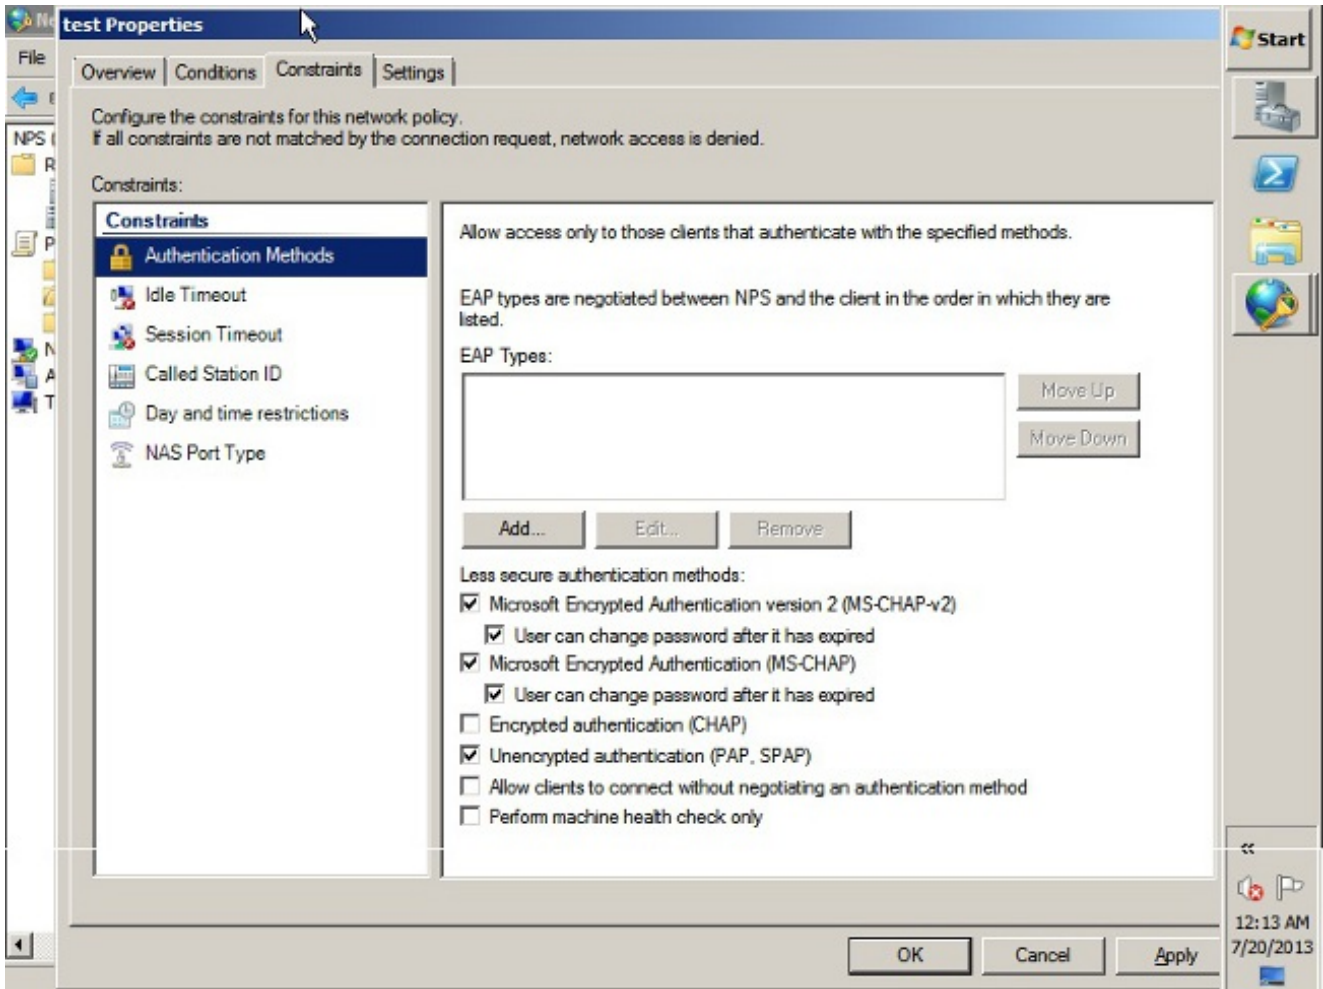 Ne
test Properties
Start
File
Overview
Conditions
Constraints
Settings
Configure the constraints for this network policy.
If all constraints are not matched by the connection request, network access is denied.
NPS (
R
P
N
A
T
Constraints:
Constraints
Authentication Methods
Idle Timeout
Session Timeout
Called Station ID
Day and time restrictions
NAS Port Type
Allow access only to those clients that authenticate with the specified methods.
EAP types are negotiated between NPS and the client in the order in which they are
listed.
EAP Types:
Move Up
Move Down
Add...
Edit...
Remove
Less secure authentication methods:
Microsoft Encrypted Authentication version 2 (MS-CHAP-v2)
User can change password after it has expired
Microsoft Encrypted Authentication (MS-CHAP)
User can change password after it has expired
Encrypted authentication (CHAP)
Unencrypted authentication (PAP, SPAP)
Allow clients to connect without negotiating an authentication method
Perform machine health check only
OK
Cancel
Apply
12:13 AM
7/20/2013